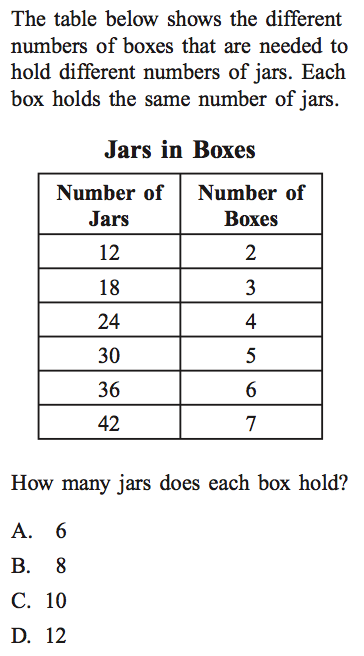 The table below shows the different
numbers of boxes that are needed to
hold different numbers of jars. Each
box holds the same number of jars.
Jars in Boxes
Number of Jars Number of Boxes
12 2
18 3
24 4
30 5
36 6
42 7
How many jars does each box hold?
A. 6
B. 8
C. 10
D. 12